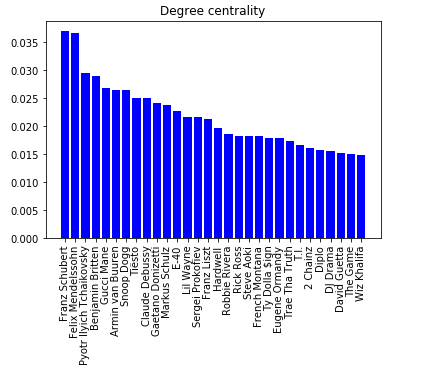 Degree centrality
0.035
0.030
0.025
0.020
0.015
0.010
0.005
0.000
Franz Schubert
Felix Mendelssohn
Pyotr Ilyich Tchaikovsky
Benjamin Britten
Gucci Mane
Armin van Buuren
Snoop Dogg
Tiësto
Claude Debussy
Gaetano Donizetti
Markus Schulz
E-40
Lil Wayne
Sergei Prokofiev
Franz Liszt
Hardwell
Robbie Rivera
Rick Ross
Steve Aoki
French Montana
Ty Dolla $ign
Eugene Ormandy
Trae Tha Truth
T.I.
2 Chainz
Diplo
DJ Drama
David Guetta
The Game
Wiz Khalifa